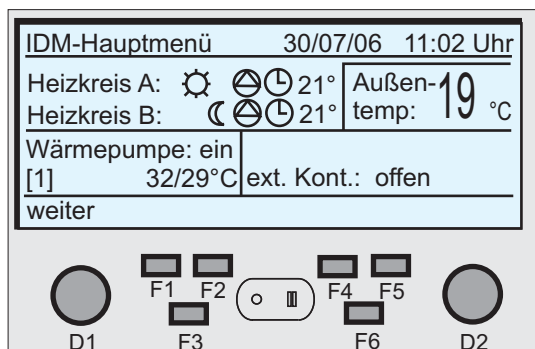 IDM-Hauptmenü 30/07/06 11:02 Uhr
Heizkreis A: 21°
Heizkreis B: 21°
Außen-
temp: 19 °C
Wärmepumpe: ein
[1] 32/29°C
ext. Kont.: offen
weiter
F1 F2 F4 F5
D1 F3 F6 D2